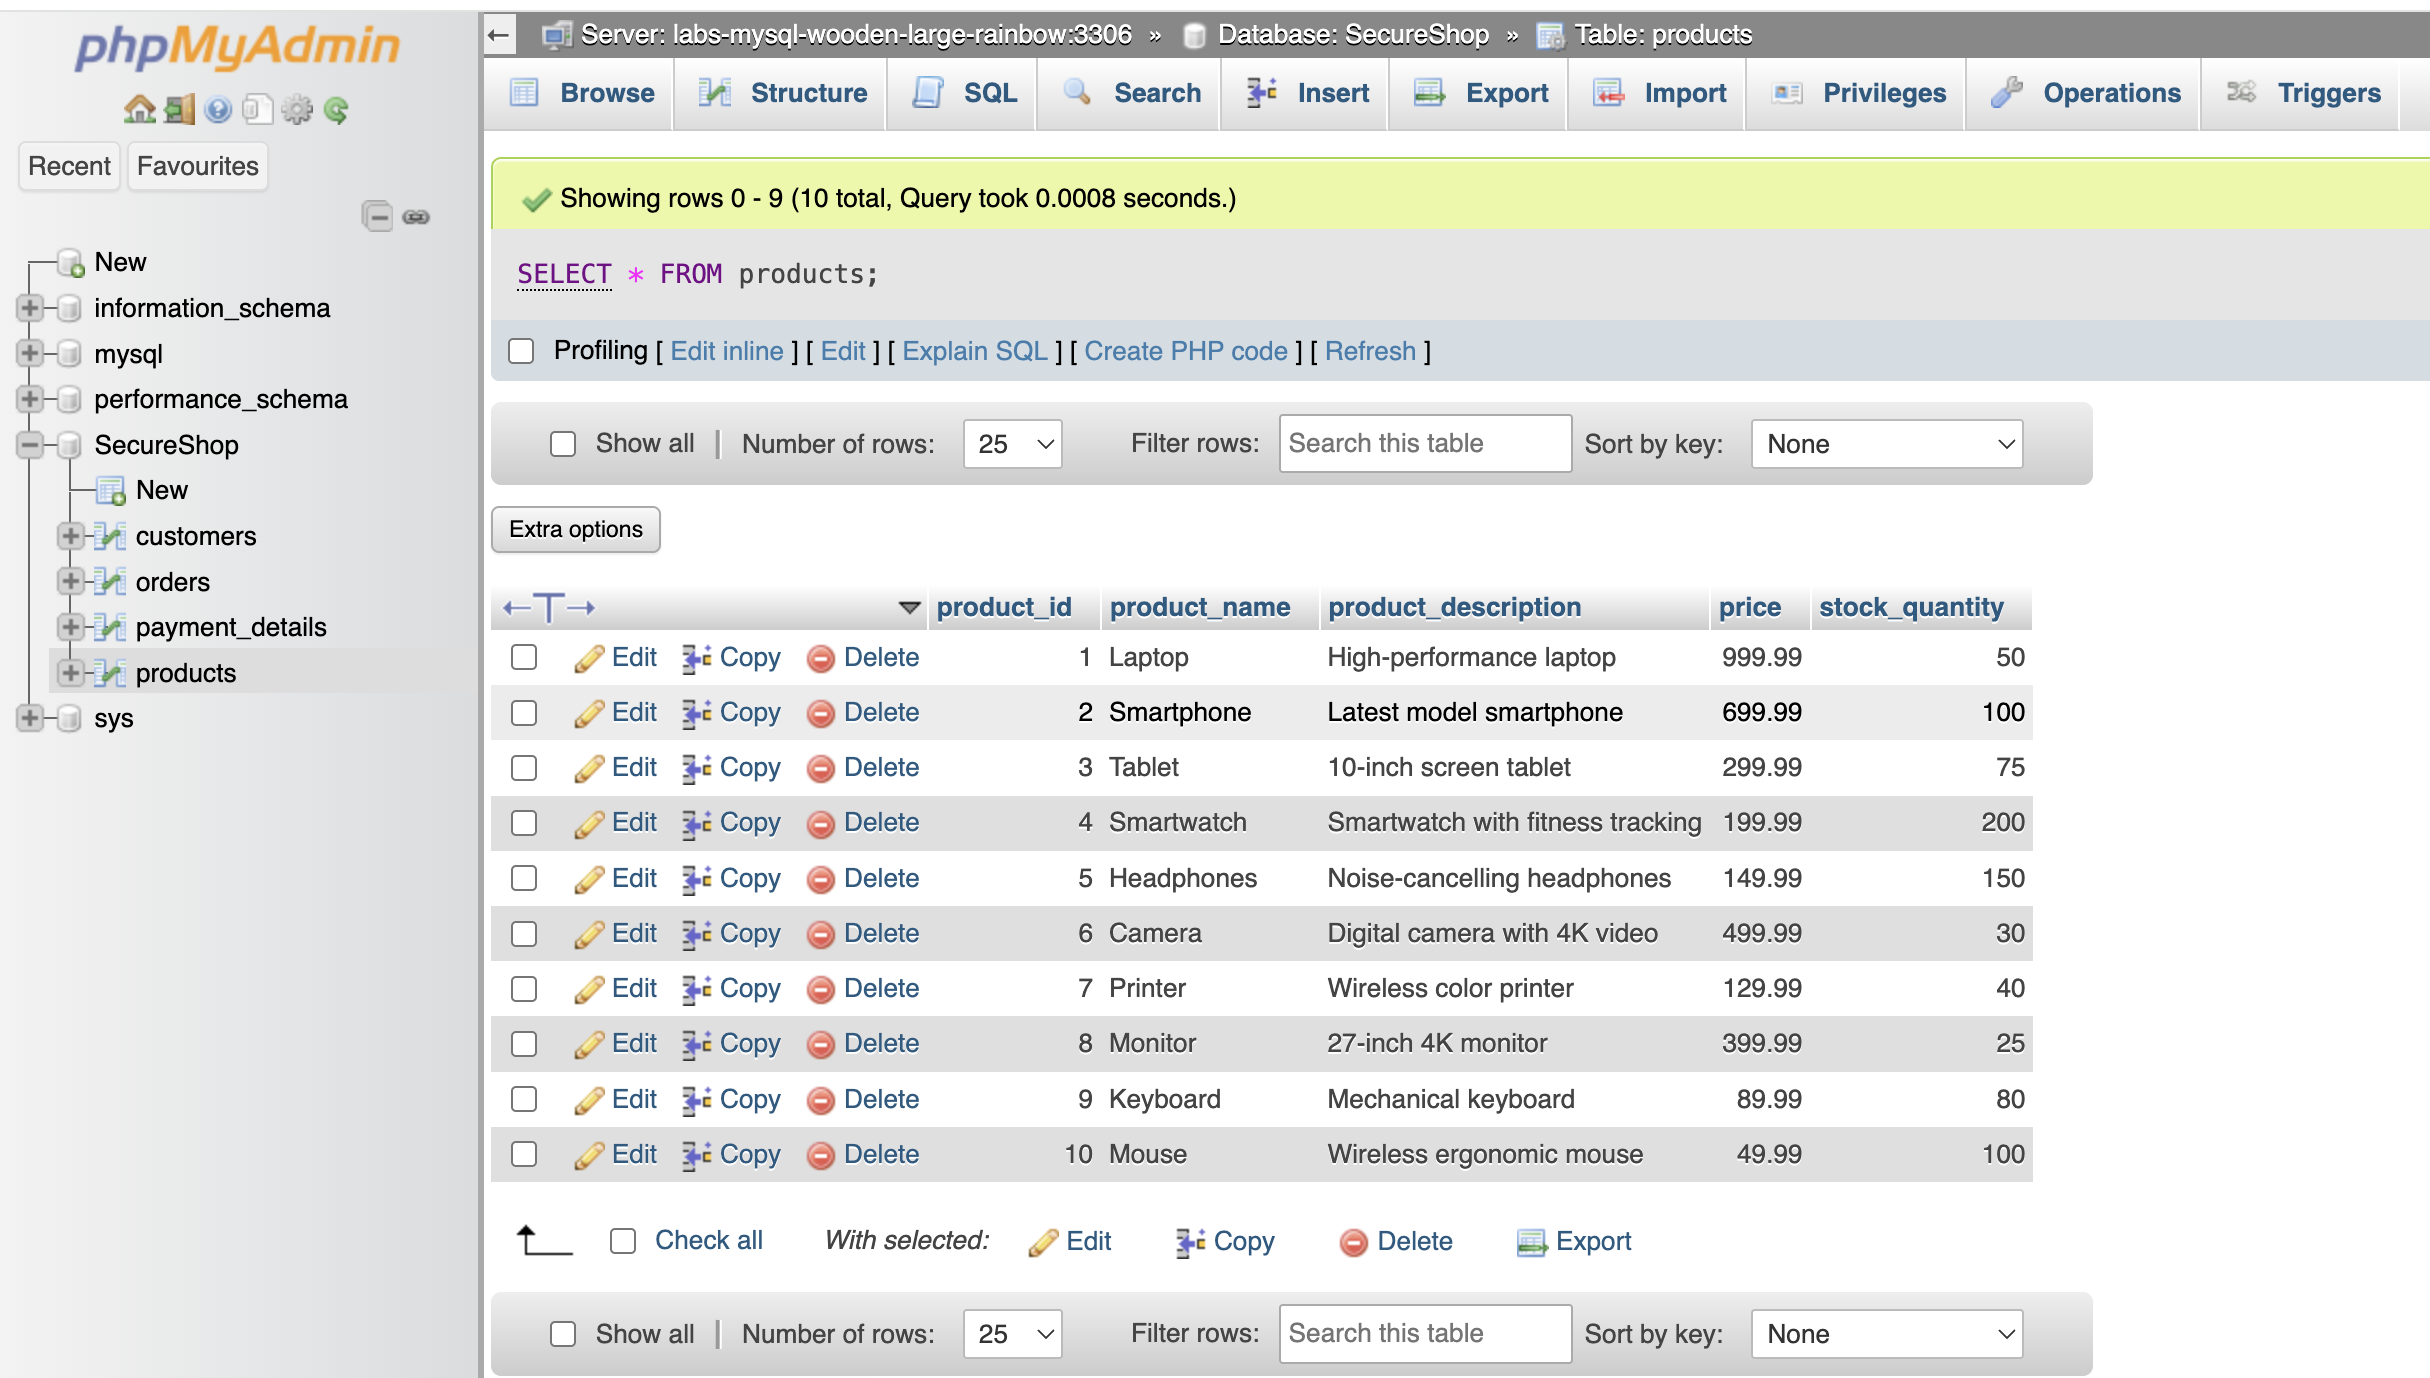 phpMyAdmin
Recent Favourites
New
information_schema
mysql
performance_schema
SecureShop
New
customers
orders
payment_details
products
sys
Server: labs-mysql-wooden-large-rainbow:3306 » Database: SecureShop » Table: products
Browse Structure SQL Search Insert Export Import Privileges Operations Triggers
Showing rows 0 - 9 (10 total, Query took 0.0008 seconds.)
SELECT * FROM products;
Profiling [ Edit inline ] [ Edit ] [ Explain SQL ] [ Create PHP code ] [ Refresh ]
Show all | Number of rows: 25 Filter rows: Search this table Sort by key: None
Extra options
←T→ product_id product_name product_description price stock_quantity
Edit Copy Delete 1 Laptop High-performance laptop 999.99 50
Edit Copy Delete 2 Smartphone Latest model smartphone 699.99 100
Edit Copy Delete 3 Tablet 10-inch screen tablet 299.99 75
Edit Copy Delete 4 Smartwatch Smartwatch with fitness tracking 199.99 200
Edit Copy Delete 5 Headphones Noise-cancelling headphones 149.99 150
Edit Copy Delete 6 Camera Digital camera with 4K video 499.99 30
Edit Copy Delete 7 Printer Wireless color printer 129.99 40
Edit Copy Delete 8 Monitor 27-inch 4K monitor 399.99 25
Edit Copy Delete 9 Keyboard Mechanical keyboard 89.99 80
Edit Copy Delete 10 Mouse Wireless ergonomic mouse 49.99 100
Check all With selected: Edit Copy Delete Export
Show all | Number of rows: 25 Filter rows: Search this table Sort by key: None